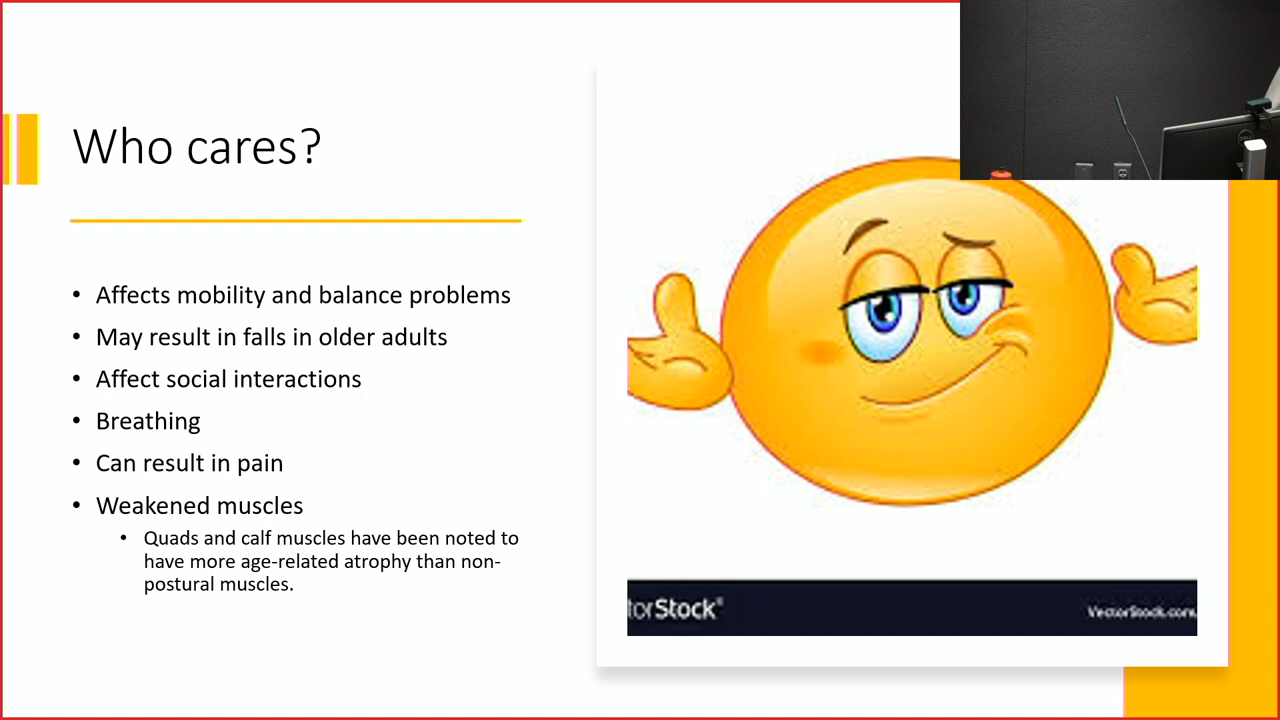 Who cares?
• Affects mobility and balance problems
• May result in falls in older adults
• Affect social interactions
• Breathing
• Can result in pain
• Weakened muscles
• Quads and calf muscles have been noted to
have more age-related atrophy than non-
postural muscles.
torStock®
VectorStock.com